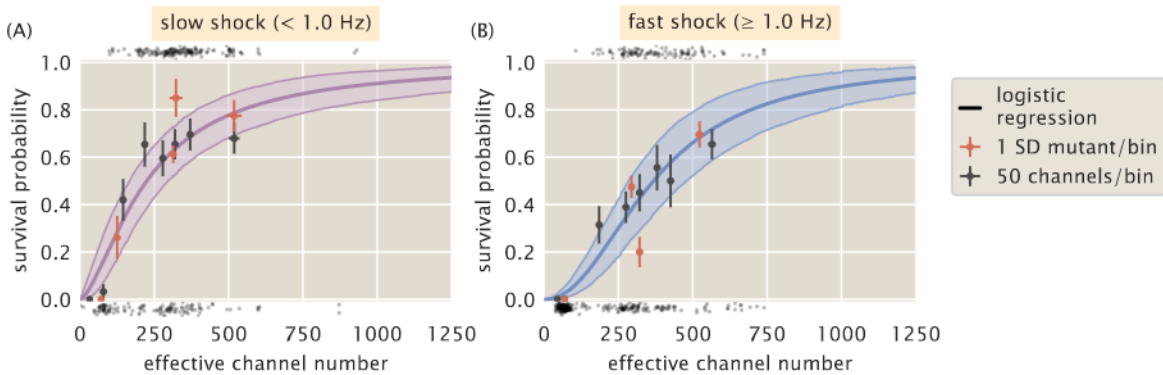 (A)
slow shock (< 1.0 Hz)
1.0
0.8
0.6
0.4
0.2
0.0
survival probability
0
250
500
750
1000
1250
effective channel number
(B)
fast shock (≥ 1.0 Hz)
1.0
0.8
0.6
0.4
0.2
0.0
survival probability
0
250
500
750
1000
1250
effective channel number
logistic
regression
1 SD mutant/bin
50 channels/bin